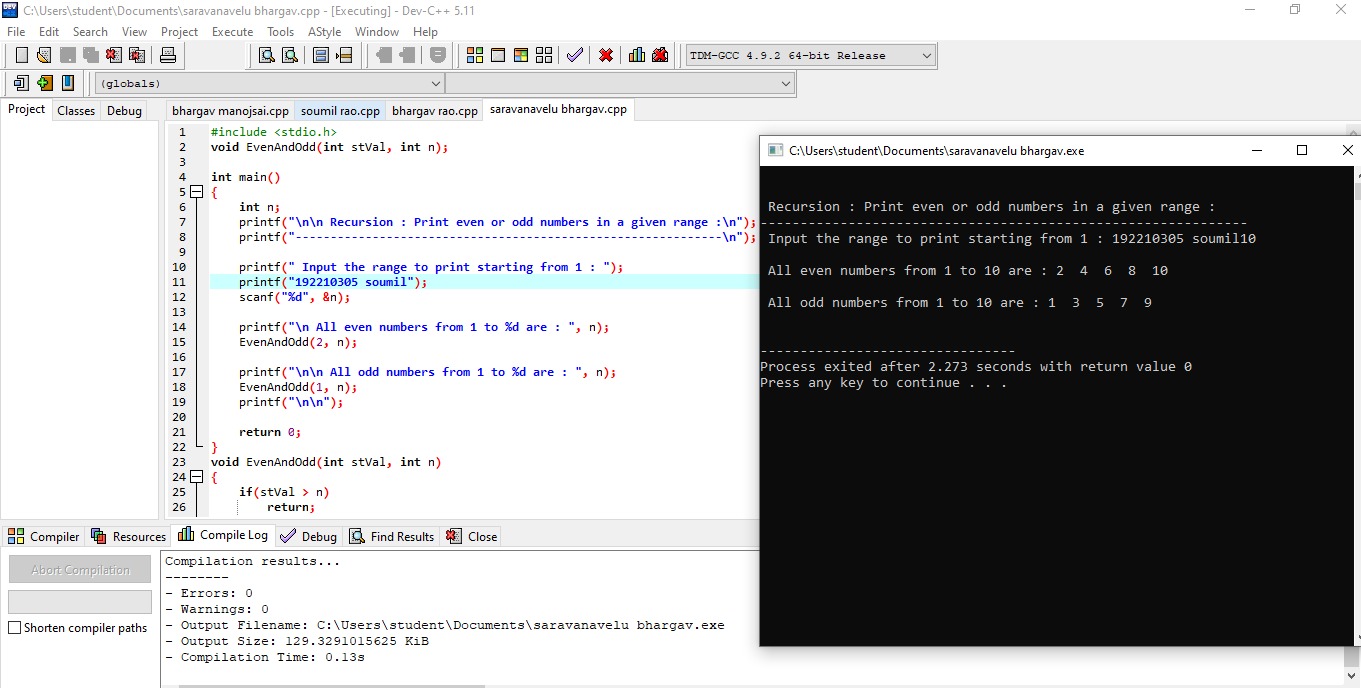 C:\Users\student\Documents\saravanavelu bhargav.cpp - [Executing] - Dev-C++ 5.11
File Edit Search View Project Execute Tools AStyle Window Help
TDM-GCC 4.9.2 64-bit Release
(globals)
Project Classes Debug
bhargav manojsai.cpp soumil rao.cpp bhargav rao.cpp saravanavelu bhargav.cpp
1 #include <stdio.h>
2 void EvenAndOdd(int stVal, int n);
3
4 int main()
5 {
6 int n;
7 printf("\n\n Recursion : Print even or odd numbers in a given range :\n");
8 printf("-------------------------------------------------------------\n");
9
10 printf(" Input the range to print starting from 1 : ");
11 printf("192210305 soumil");
12 scanf("%d", &n);
13
14 printf("\n All even numbers from 1 to %d are : ", n);
15 EvenAndOdd(2, n);
16
17 printf("\n\n All odd numbers from 1 to %d are : ", n);
18 EvenAndOdd(1, n);
19 printf("\n\n");
20
21 return 0;
22 }
23 void EvenAndOdd(int stVal, int n)
24 {
25 if(stVal > n)
26 return;
C:\Users\student\Documents\saravanavelu bhargav.exe
Recursion : Print even or odd numbers in a given range :
-------------------------------------------------------------
Input the range to print starting from 1 : 192210305 soumil10
All even numbers from 1 to 10 are : 2 4 6 8 10
All odd numbers from 1 to 10 are : 1 3 5 7 9
--------------------------------
Process exited after 2.273 seconds with return value 0
Press any key to continue . . .
Compiler Resources Compile Log Debug Find Results Close
Abort Compilation
Shorten compiler paths
Compilation results...
--------
- Errors: 0
- Warnings: 0
- Output Filename: C:\Users\student\Documents\saravanavelu bhargav.exe
- Output Size: 129.3291015625 KiB
- Compilation Time: 0.13s